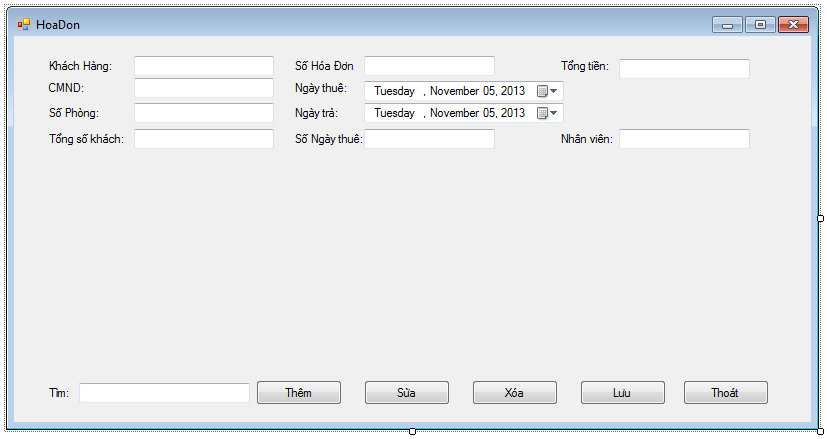 HoaDon
Khách Hàng: Số Hóa Đơn Tổng tiền:
CMND: Ngày thuê: Tuesday , November 05, 2013
Số Phòng: Ngày trả: Tuesday , November 05, 2013
Tổng số khách: Số Ngày thuê: Nhân viên:
Tìm: Thêm Sửa Xóa Lưu Thoát